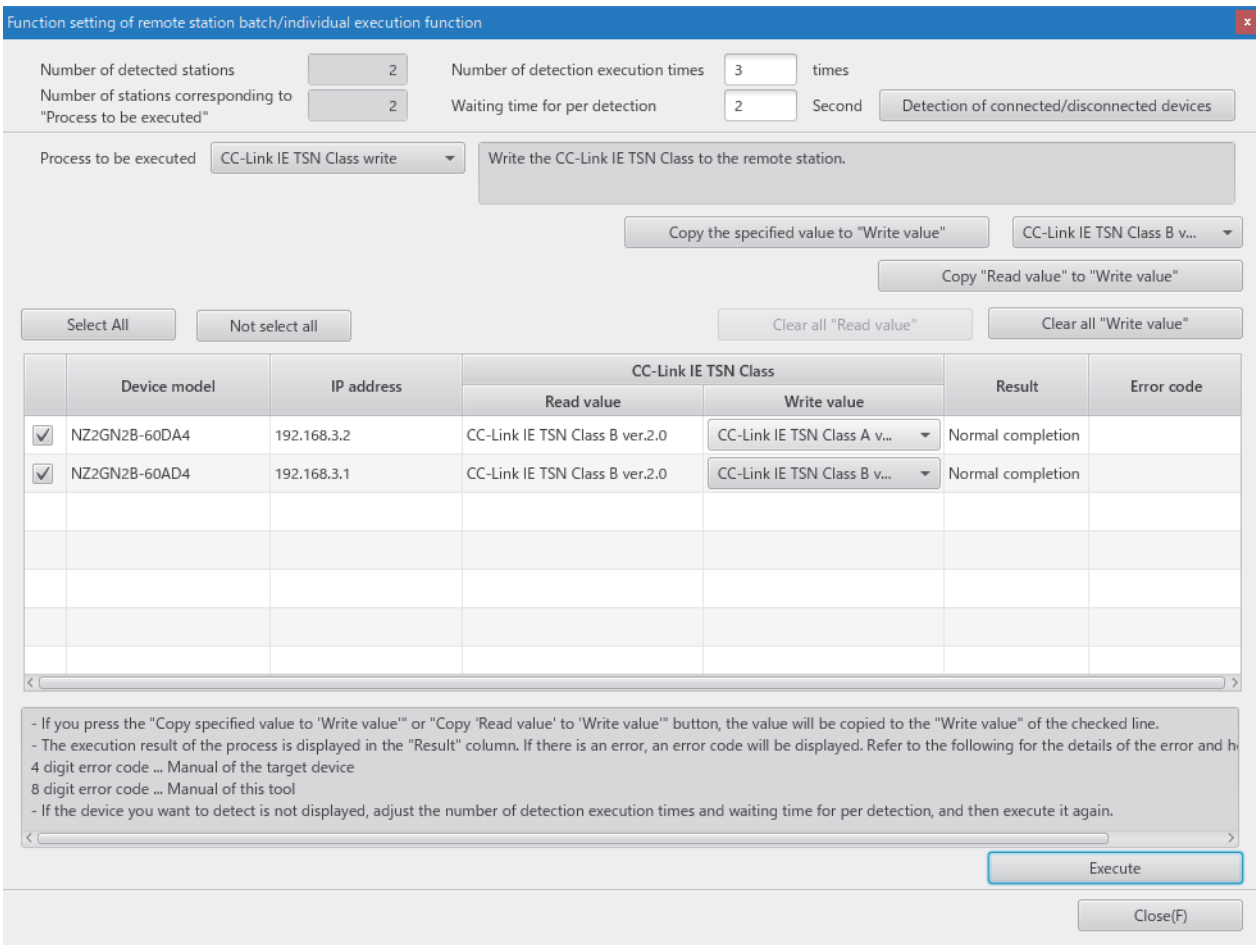 Function setting of remote station batch/individual execution function
x
Number of detected stations 2 Number of detection execution times 3 times
Number of stations corresponding to
"Process to be executed" 2 Waiting time for per detection 2 Second Detection of connected/disconnected devices
Process to be executed CC-Link IE TSN Class write Write the CC-Link IE TSN Class to the remote station.
Copy the specified value to "Write value" CC-Link IE TSN Class B v...
Copy "Read value" to "Write value"
Select All Not select all Clear all "Read value" Clear all "Write value"
Device model IP address CC-Link IE TSN Class Result Error code
Read value Write value
NZ2GN2B-60DA4 192.168.3.2 CC-Link IE TSN Class B ver.2.0 CC-Link IE TSN Class A v... Normal completion
NZ2GN2B-60AD4 192.168.3.1 CC-Link IE TSN Class B ver.2.0 CC-Link IE TSN Class B v... Normal completion
- If you press the "Copy specified value to 'Write value'" or "Copy 'Read value' to 'Write value'" button, the value will be copied to the "Write value" of the checked line.
- The execution result of the process is displayed in the "Result" column. If there is an error, an error code will be displayed. Refer to the following for the details of the error and
4 digit error code ... Manual of the target device
8 digit error code ... Manual of this tool
- If the device you want to detect is not displayed, adjust the number of detection execution times and waiting time for per detection, and then execute it again.
Execute
Close(F)